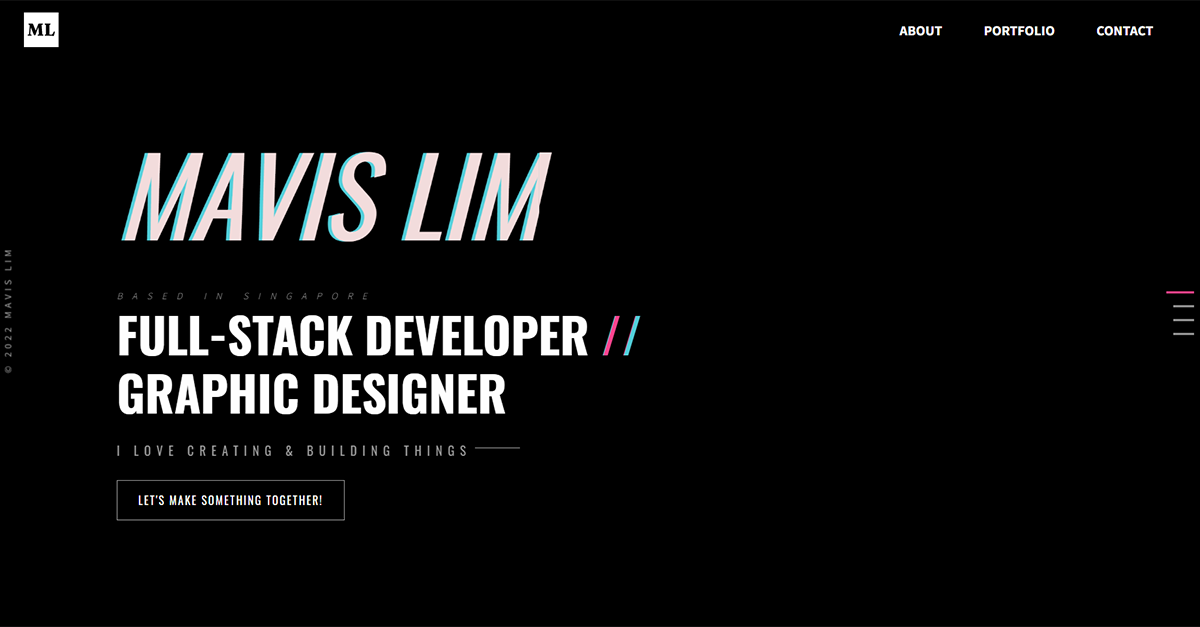 ML
ABOUT PORTFOLIO CONTACT
MAVIS LIM
BASED IN SINGAPORE
FULL-STACK DEVELOPER //
GRAPHIC DESIGNER
I LOVE CREATING & BUILDING THINGS
LET'S MAKE SOMETHING TOGETHER!
© 2022 MAVIS LIM